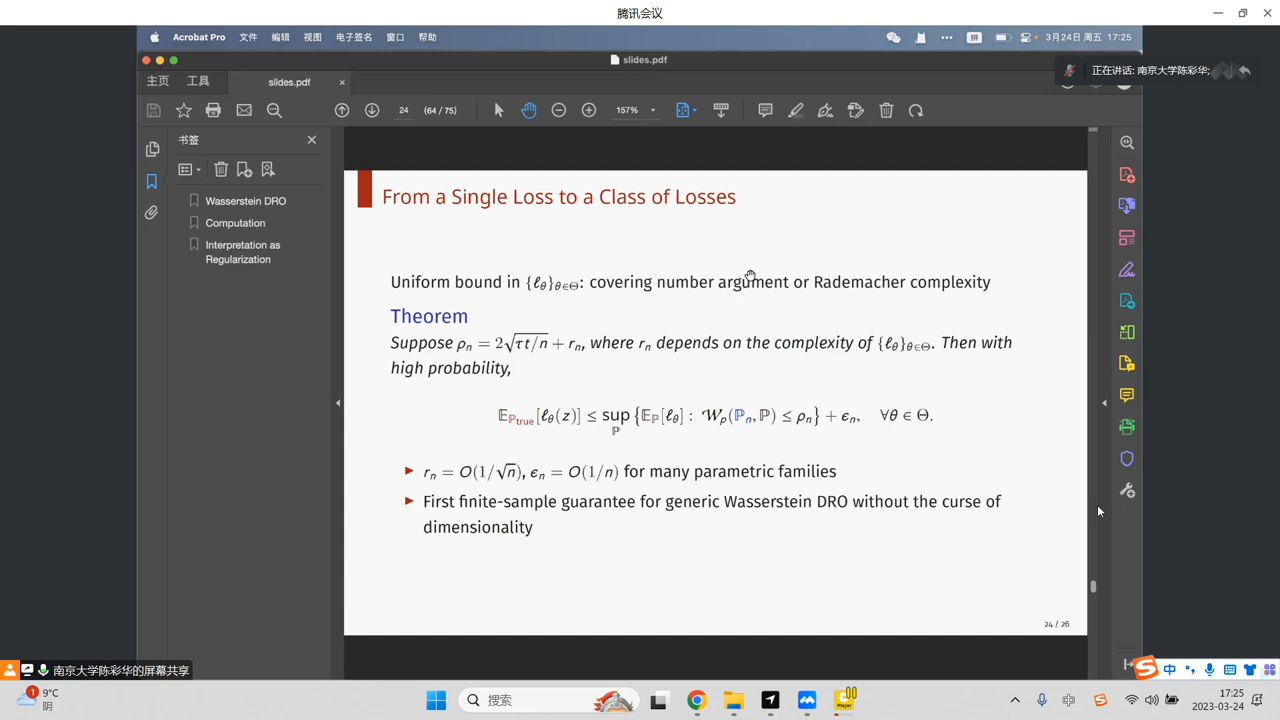 腾讯会议
Acrobat Pro 文件 编辑 视图 电子签名 窗口 帮助
拼
3月24日 周五 17:25
slides.pdf
正在讲话: 南京大学陈彩华;
主页 工具 slides.pdf ×
24 (64 / 75) 157%
书签
Wasserstein DRO
Computation
Interpretation as
Regularization
From a Single Loss to a Class of Losses
Uniform bound in {ℓθ}θ∈Θ: covering number argument or Rademacher complexity
Theorem
Suppose ρn = 2√τt/n + rn, where rn depends on the complexity of {ℓθ}θ∈Θ. Then with
high probability,
𝔼ℙtrue[ℓθ(z)] ≤ sup ℙ {𝔼ℙ[ℓθ] : 𝒲p(ℙn, ℙ) ≤ ρn} + ϵn, ∀θ ∈ Θ.
▶ rn = O(1/√n), ϵn = O(1/n) for many parametric families
▶ First finite-sample guarantee for generic Wasserstein DRO without the curse of
dimensionality
24 / 26
南京大学陈彩华的屏幕共享
中
1
9°C
阴
搜索
Player
17:25
2023-03-24